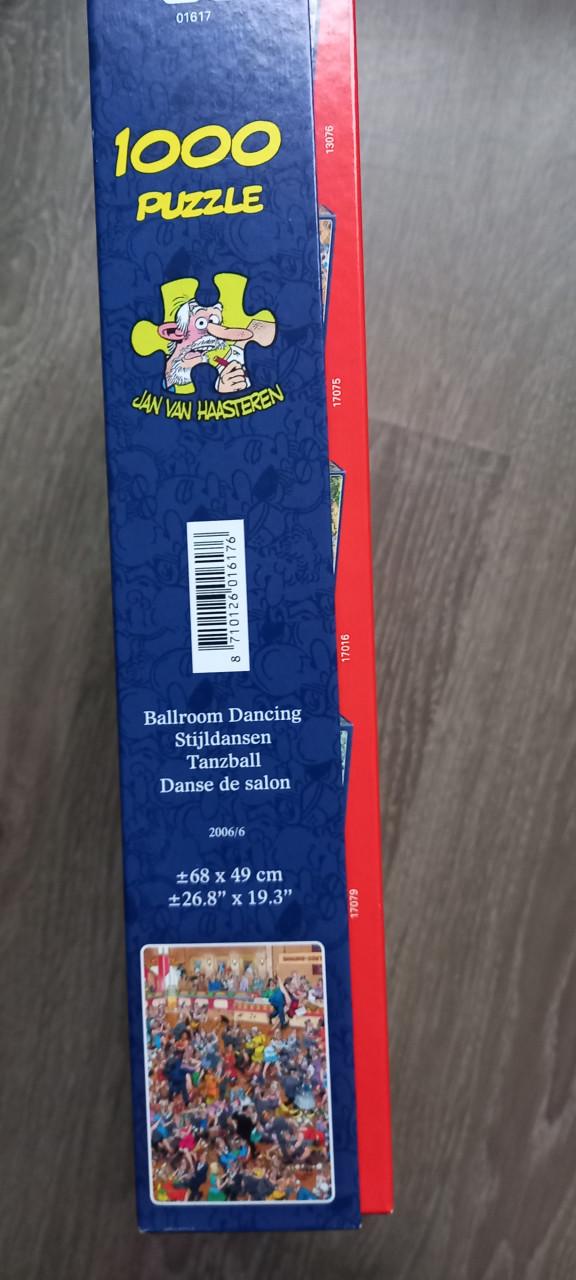 01617
1000
PUZZLE
JAN VAN HAASTEREN
8 710126 016176
Ballroom Dancing
Stijldansen
Tanzball
Danse de salon
2006/6
±68 x 49 cm
±26.8” x 19.3”
13076
17075
17016
17079